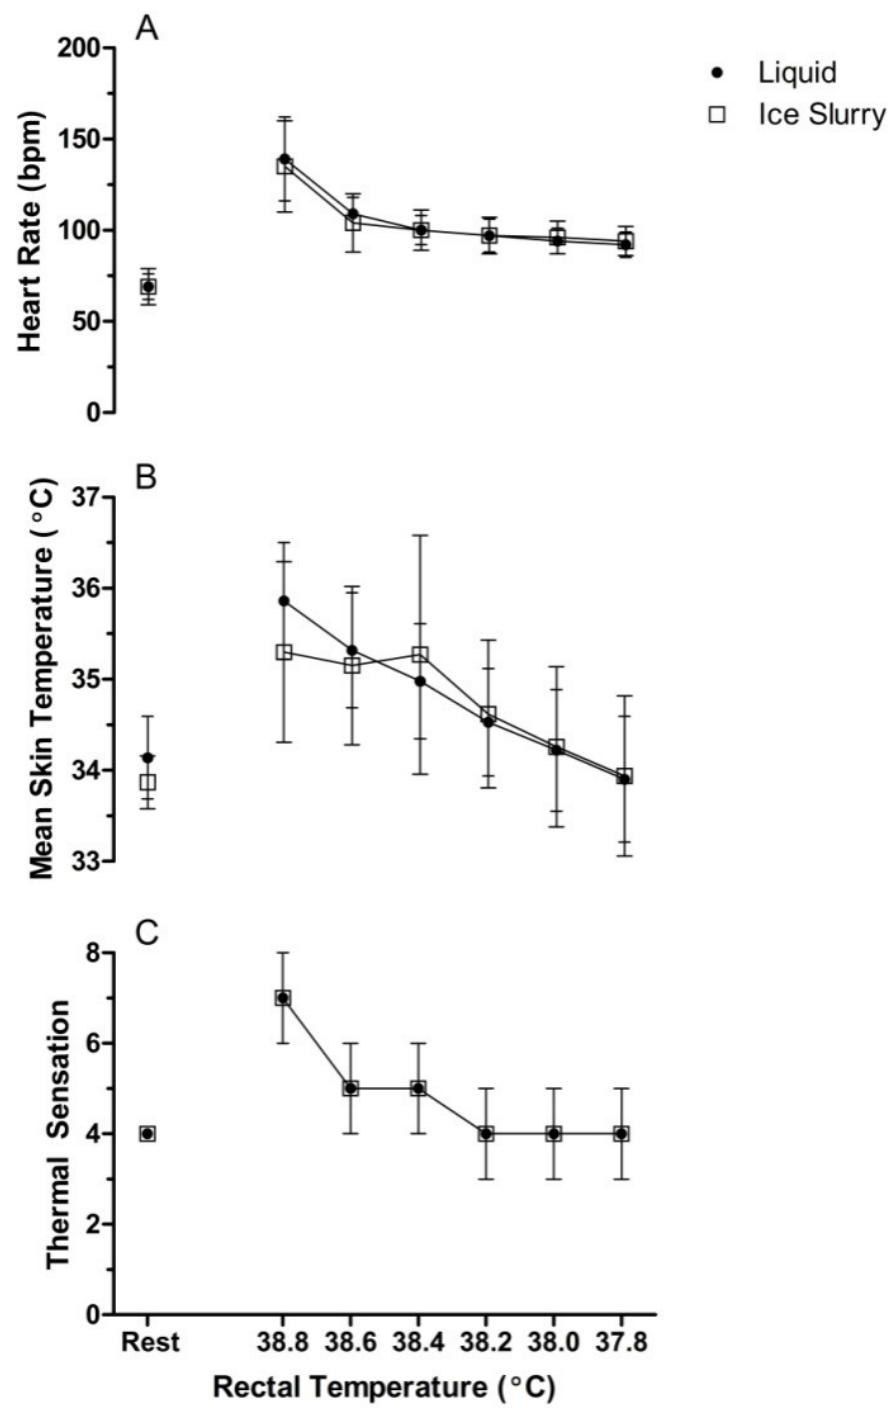 A
200
150
100
50
0
Heart Rate (bpm)
Liquid
Ice Slurry
B
37
36
35
34
33
Mean Skin Temperature (°C)
C
8
6
4
2
0
Thermal Sensation
Rest 38.8 38.6 38.4 38.2 38.0 37.8
Rectal Temperature (°C)